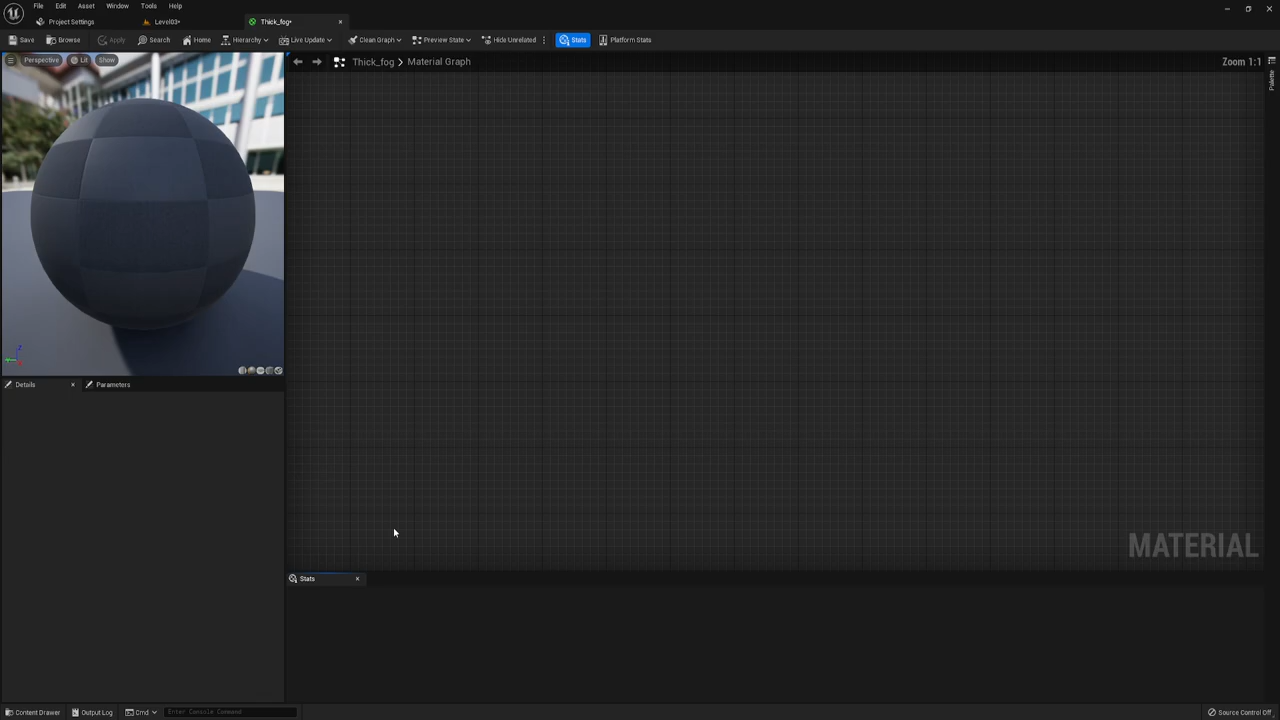 File Edit Asset Window Tools Help
Project Settings Level03* Thick_fog*
Save Browse Apply Search Home Hierarchy Live Update Clean Graph Preview State Hide Unrelated Stats Platform Stats
Perspective Lit Show
Thick_fog > Material Graph Zoom 1:1
Palette
Z
Details Parameters
MATERIAL
Stats
Content Drawer Output Log Cmd Enter Console Command Source Control Off